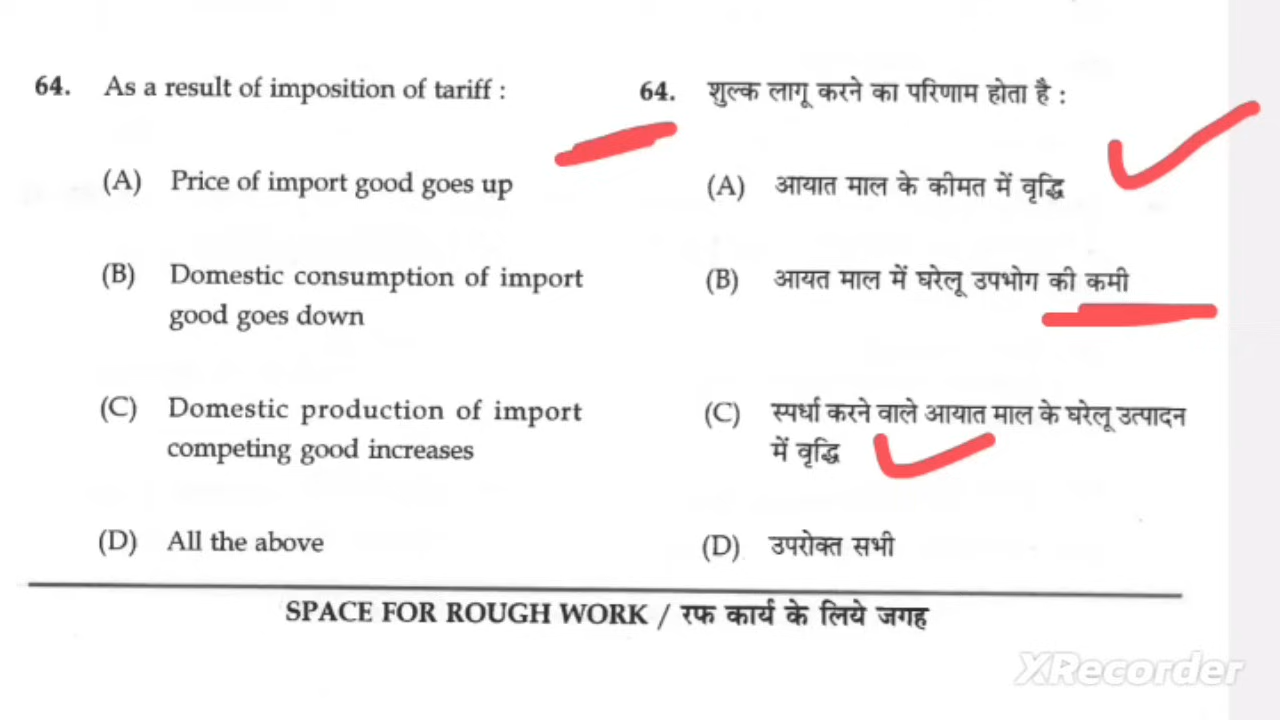 64. As a result of imposition of tariff :
(A) Price of import good goes up
(B) Domestic consumption of import
good goes down
(C) Domestic production of import
competing good increases
(D) All the above
64. शुल्क लागू करने का परिणाम होता है :
(A) आयात माल के कीमत में वृद्धि
(B) आयत माल में घरेलू उपभोग की कमी
(C) स्पर्धा करने वाले आयात माल के घरेलू उत्पादन
में वृद्धि
(D) उपरोक्त सभी
SPACE FOR ROUGH WORK / रफ कार्य के लिये जगह
XRecorder